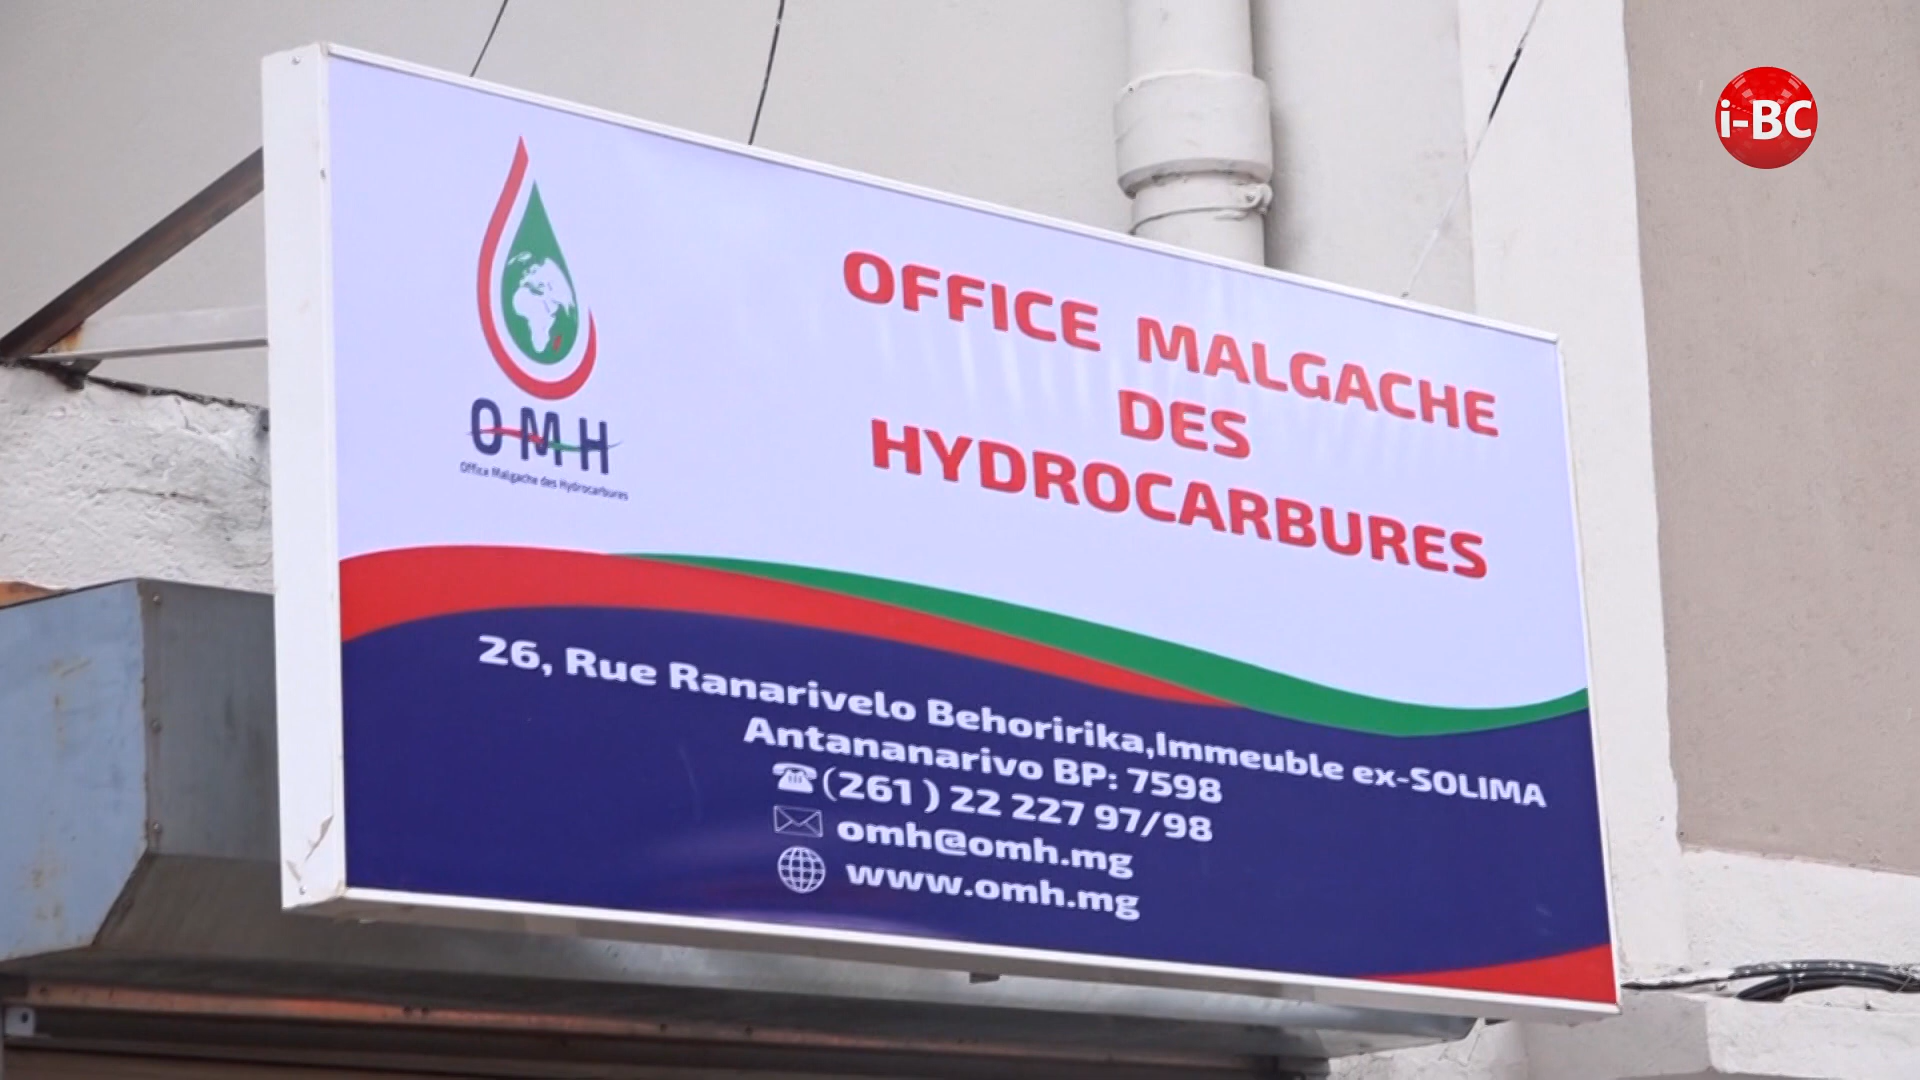 i-BC
OMH
Office Malgache des Hydrocarbures
OFFICE MALGACHE
DES
HYDROCARBURES
26, Rue Ranarivelo Behoririka,Immeuble ex-SOLIMA
Antananarivo BP: 7598
☎(261) 22 227 97/98
omh@omh.mg
www.omh.mg